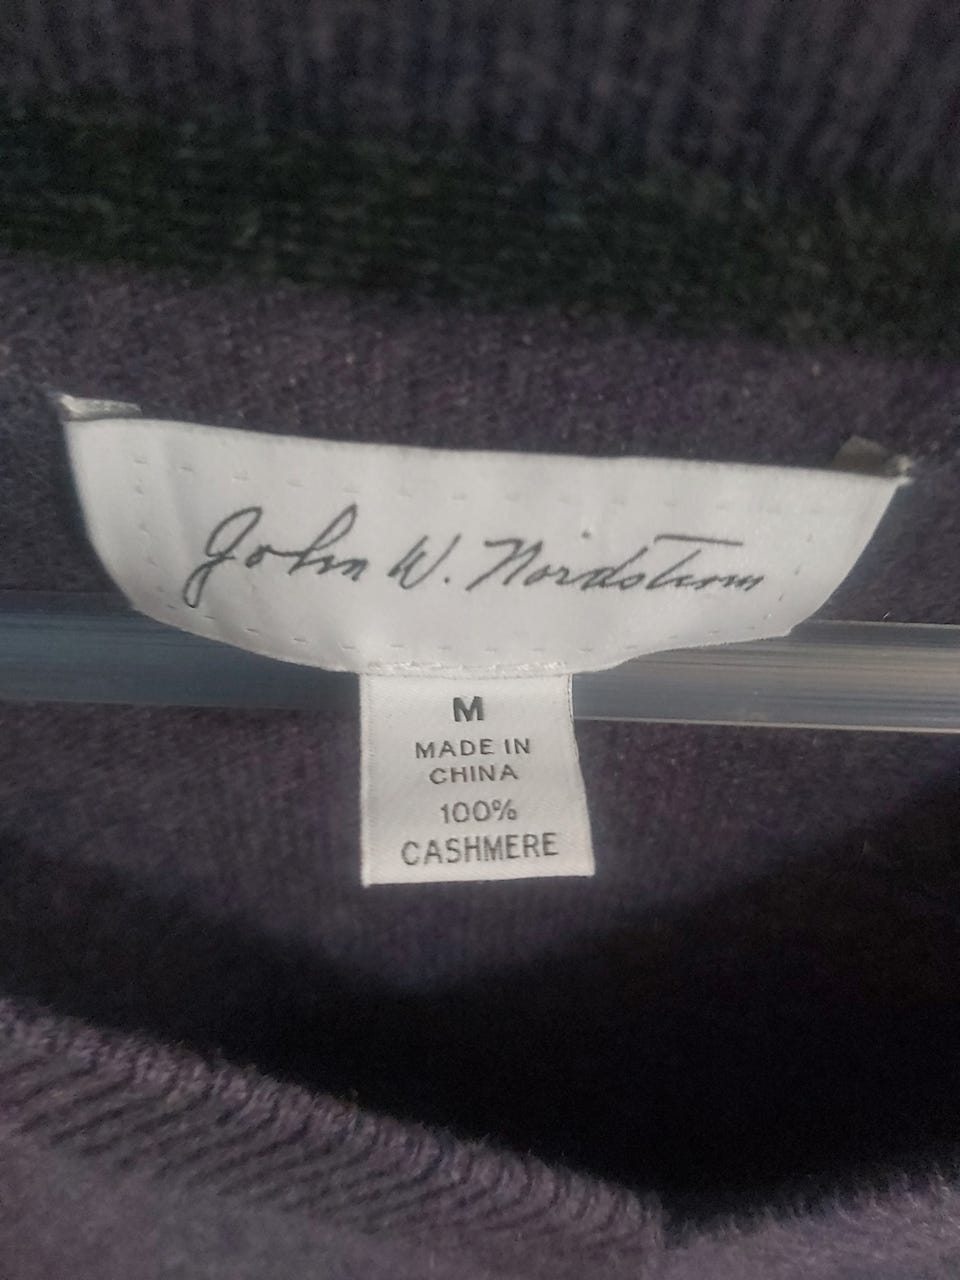 John W. Nordstrom
M
MADE IN
CHINA
100%
CASHMERE